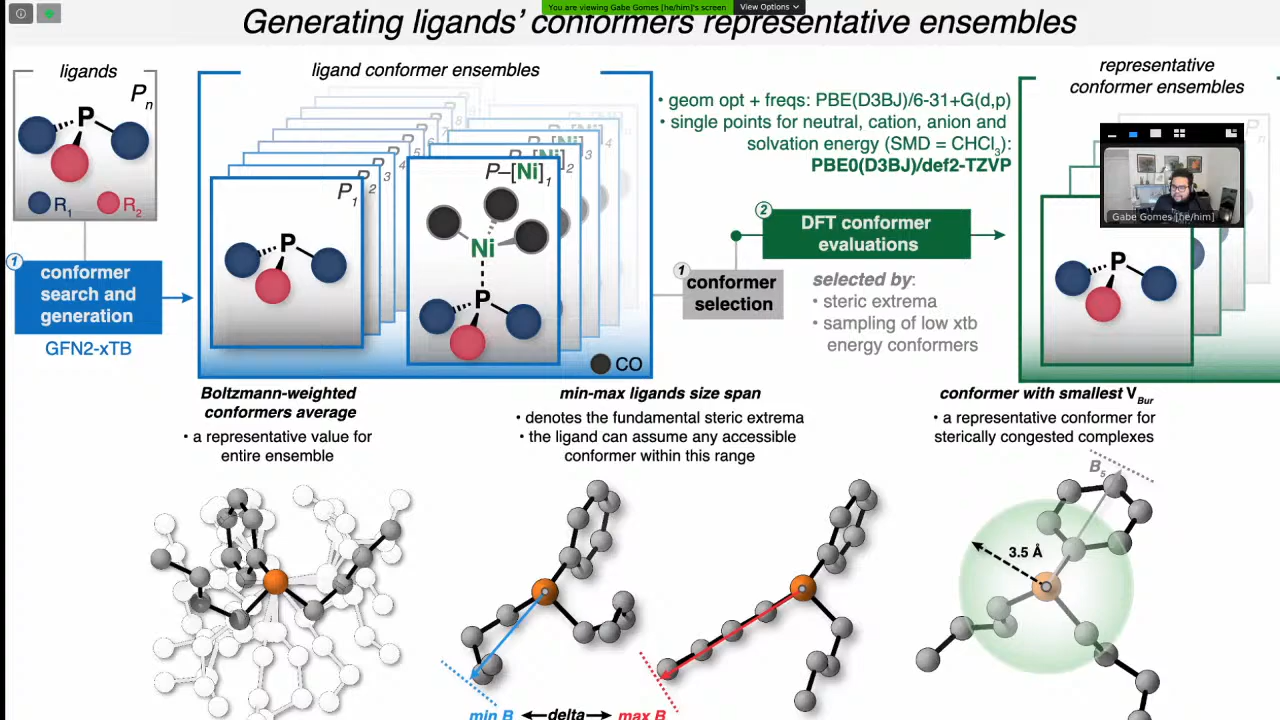 You are viewing Gabe Gomes [he/him]'s screen
View Options
Generating ligands' conformers representative ensembles
ligands
Pn
P
R1
R2
1
conformer
search and
generation
GFN2-xTB
ligand conformer ensembles
P1
2
3
4
P
P–[Ni]1
2
3
4
Ni
P
CO
• geom opt + freqs: PBE(D3BJ)/6-31+G(d,p)
• single points for neutral, cation, anion and
solvation energy (SMD = CHCl3):
PBE0(D3BJ)/def2-TZVP
1
conformer
selection
2
DFT conformer
evaluations
selected by:
• steric extrema
• sampling of low xtb
energy conformers
representative
conformer ensembles
Gabe Gomes [he/him]
P
Boltzmann-weighted
conformers average
• a representative value for
entire ensemble
min-max ligands size span
• denotes the fundamental steric extrema
• the ligand can assume any accessible
conformer within this range
conformer with smallest VBur
• a representative conformer for
sterically congested complexes
B5
3.5 Å
min B
delta
max B